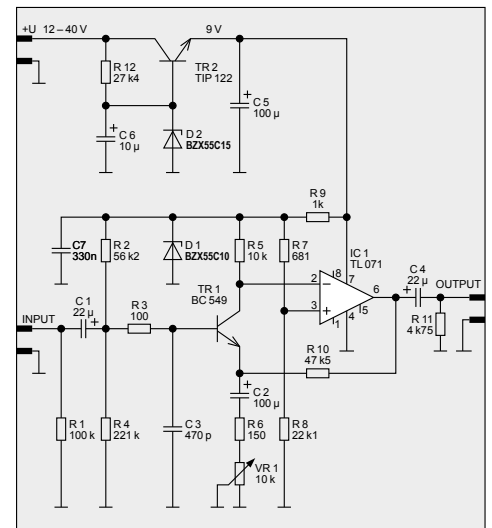 +U 12 – 40 V
9 V
R 12
27 k4
TR 2
TIP 122
C 5
100 µ
+
C 6
10 µ
+
D 2
BZX55C15
R 9
1k
C7
330n
R 2
56 k2
D 1
BZX55C10
R 5
10 k
R 7
681
IC 1
TL 071
8
7
2
−
3
+
6
5
1
4
C 4
22 µ
+
OUTPUT
R 11
4 k75
INPUT
C 1
22 µ
+
R 3
100
TR 1
BC 549
R 10
47 k5
+
C 2
100 µ
R 1
100 k
R 4
221 k
C 3
470 p
R 6
150
R 8
22 k1
VR 1
10 k